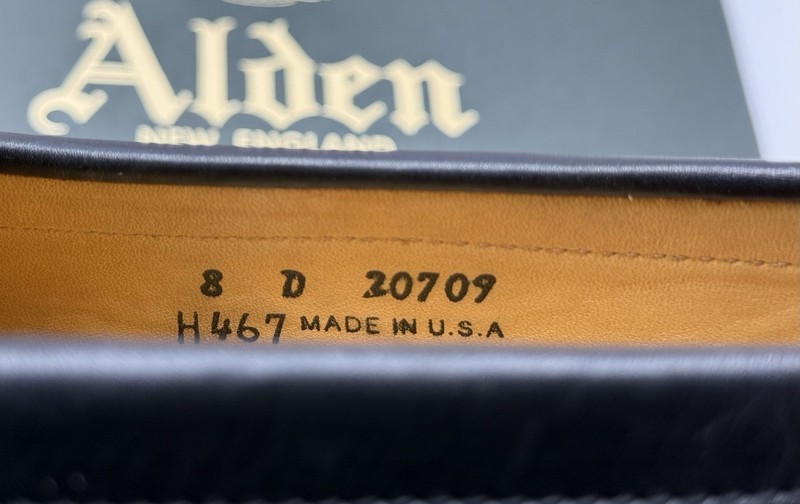 Alden
NEW ENGLAND
8 D 20709
H467 MADE IN U.S.A